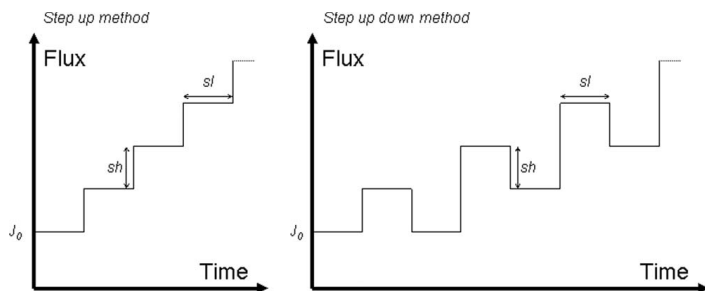 Step up method
Flux
sl
sh
J0
Time
Step up down method
Flux
sl
sh
J0
Time